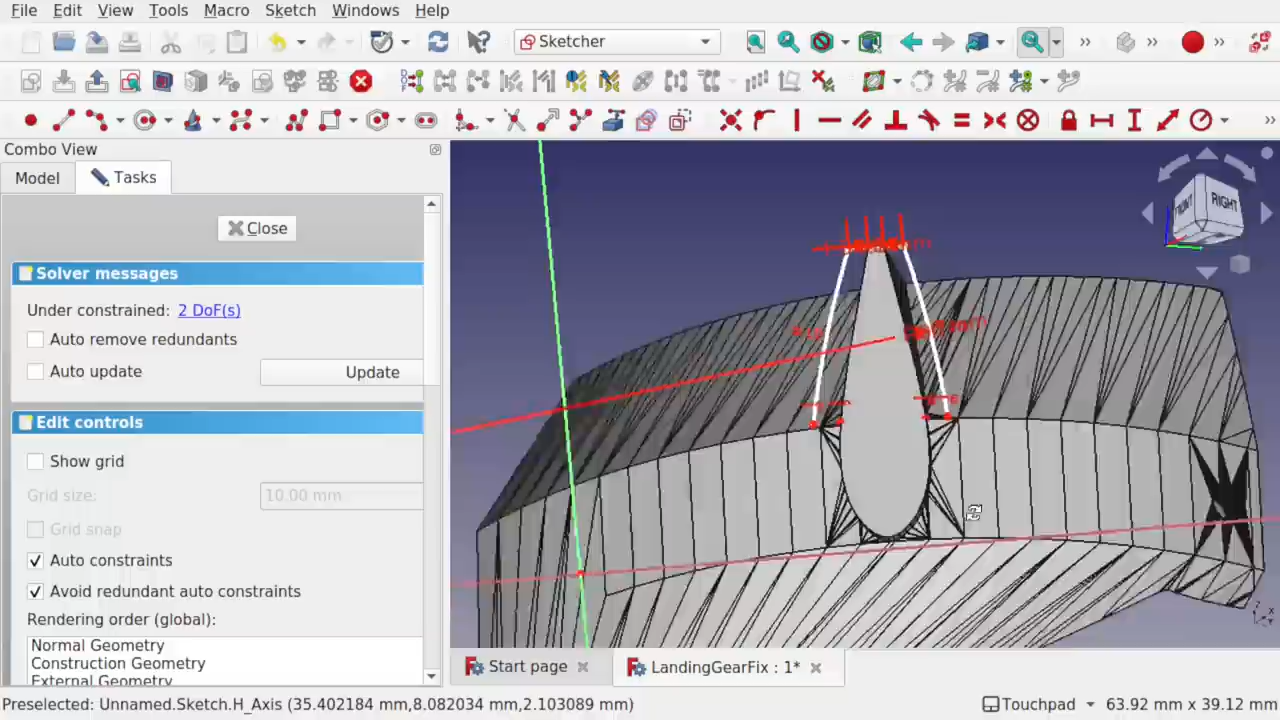 File Edit View Tools Macro Sketch Windows Help
Sketcher
Combo View
Model Tasks
Close
Solver messages
Under constrained: 2 DoF(s)
Auto remove redundants
Auto update Update
Edit controls
Show grid
Grid size: 10.00 mm
Grid snap
Auto constraints
Avoid redundant auto constraints
Rendering order (global):
Normal Geometry
Construction Geometry
External Geometry
RIGHT
Start page LandingGearFix : 1*
Preselected: Unnamed.Sketch.H_Axis (35.402184 mm,8.082034 mm,2.103089 mm) Touchpad 63.92 mm x 39.12 mm